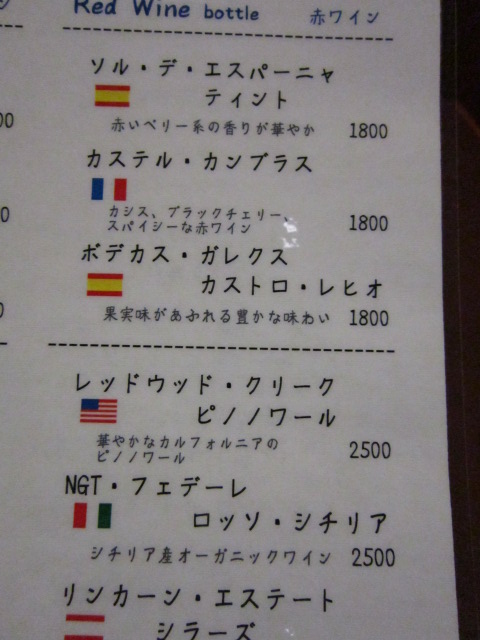 Red Wine bottle 赤ワイン
ソル・デ・エスパーニャ
ティント
赤いベリー系の香りが華やか 1800
カステル・カンブラス
カシス、ブラックチェリー、
スパイシーな赤ワイン 1800
ボデカス・ガレクス
カストロ・レヒオ
果実味があふれる豊かな味わい 1800
レッドウッド・クリーク
ピノノワール
華やかなカルフォルニアの
ピノノワール 2500
NGT・フェデーレ
ロッソ・シチリア
シチリア産オーガニックワイン 2500
リンカーン・エステート
シラーズ